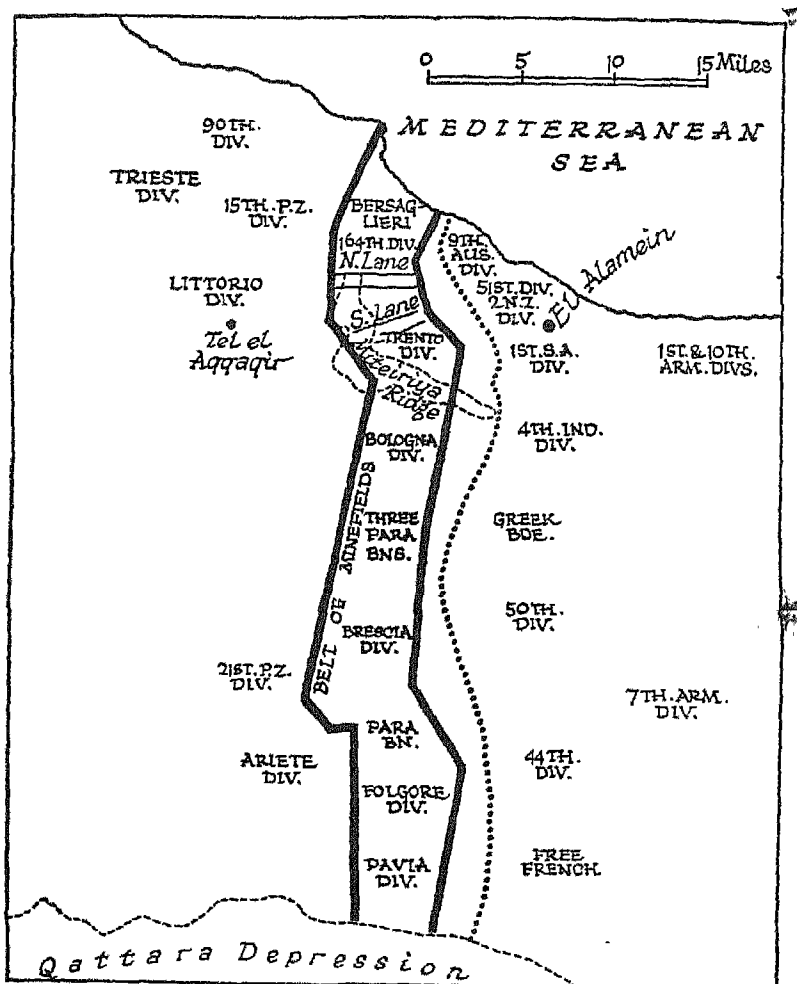 0 5 10 15 Miles
MEDITERRANEAN
SEA
90TH.
DIV.
TRIESTE
DIV.
15TH. PZ.
DIV.
BERSAG
LIERI
164TH. DIV.
N. Lane
9TH.
AUS.
DIV.
51ST. DIV.
2 N.Z.
DIV.
El Alamein
LITTORIO
DIV.
Tel el
Aqqaqir
S. Lane
TRENTO
DIV.
1ST. S.A.
DIV.
1ST. & 10TH.
ARM. DIVS.
Miteiriya
Ridge
BOLOGNA
DIV.
4TH. IND.
DIV.
BELT OF MINEFIELDS
THREE
PARA
BNS.
GREEK
BDE.
BRESCIA
DIV.
50TH.
DIV.
21ST. PZ.
DIV.
7TH. ARM.
DIV.
PARA
BN.
ARIETE
DIV.
44TH.
DIV.
FOLGORE
DIV.
PAVIA
DIV.
FREE
FRENCH
Qattara Depression